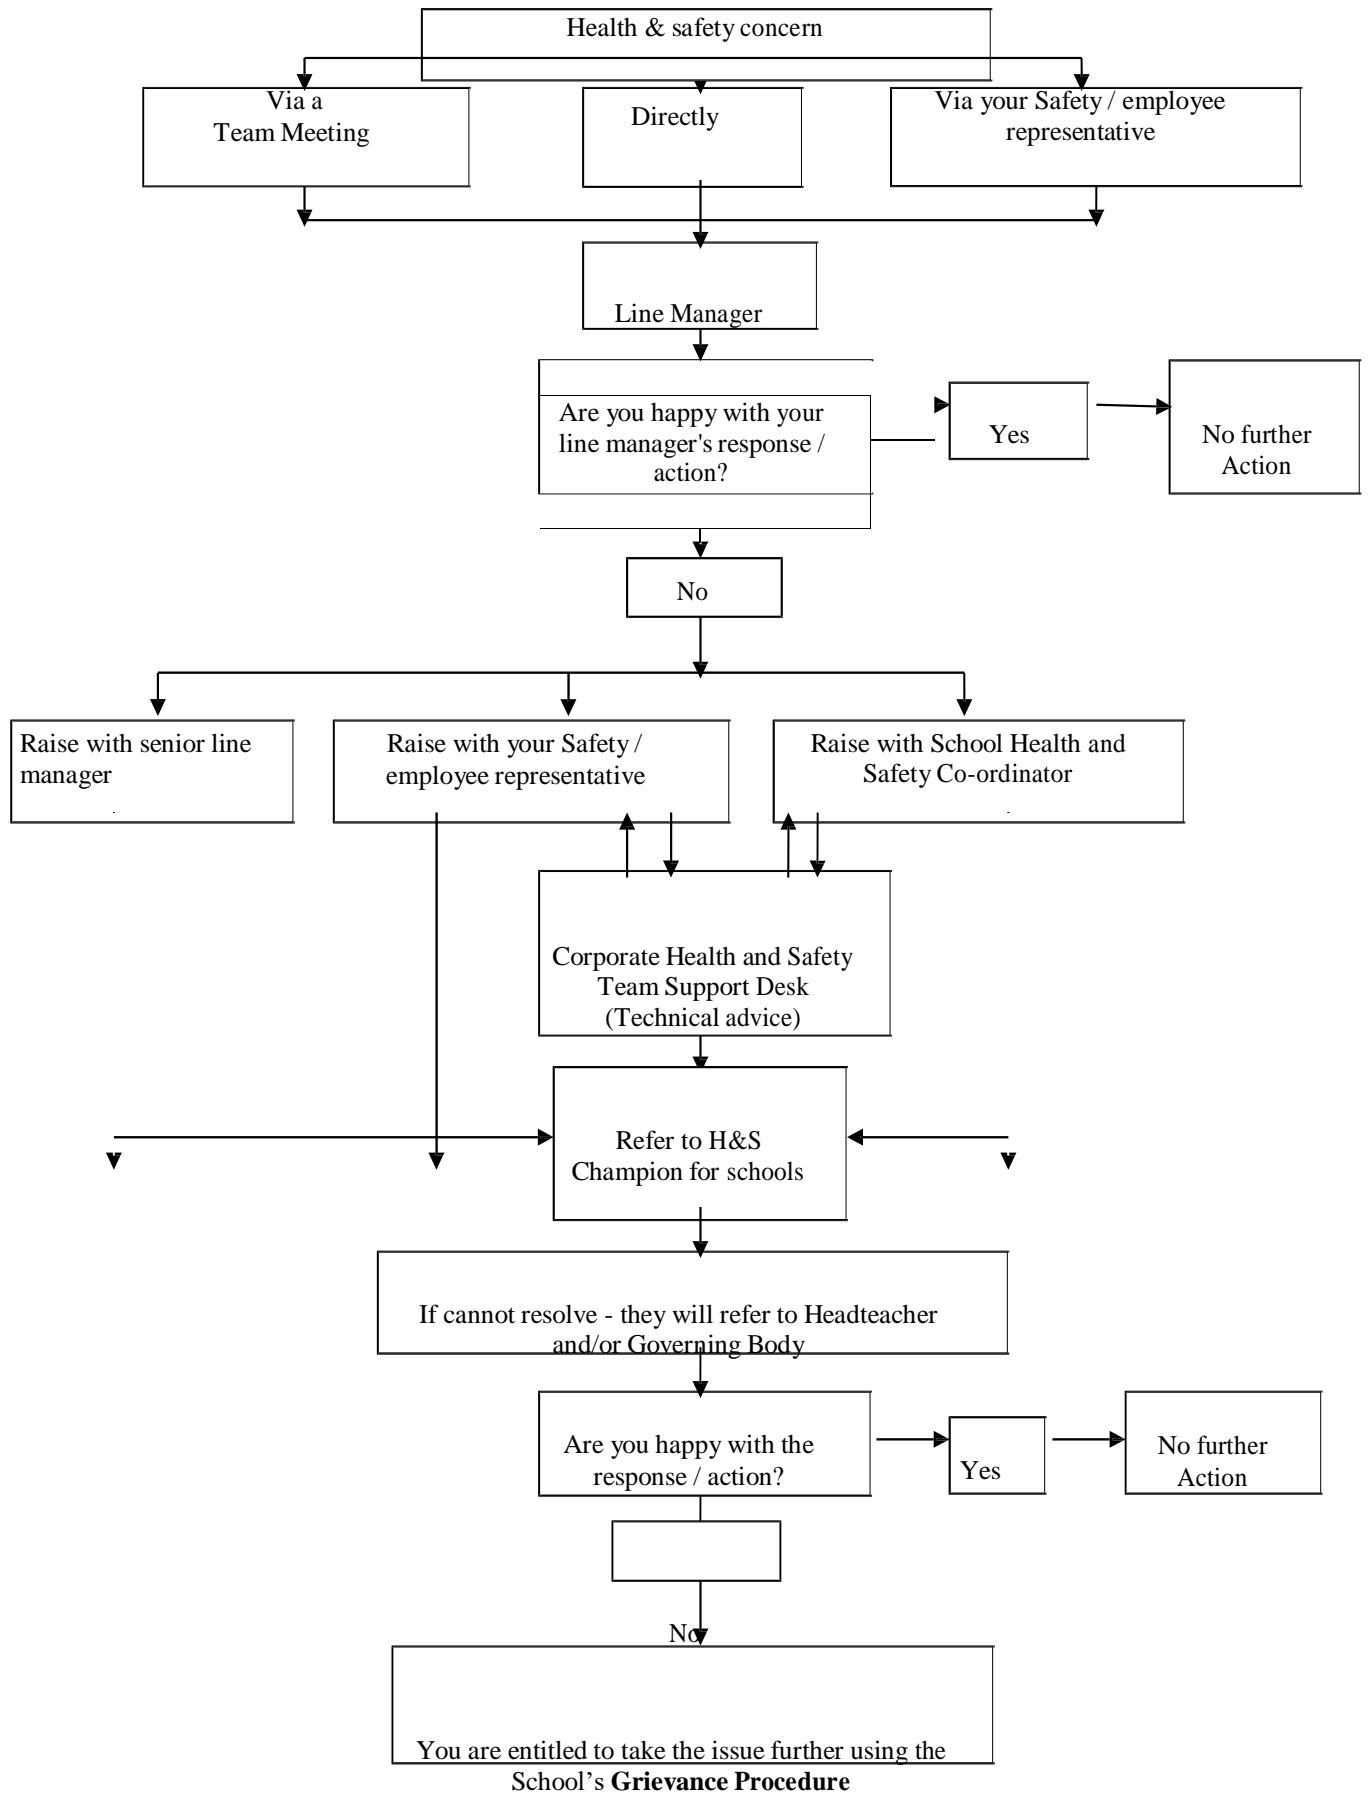 Health & safety concern
Via a
Team Meeting
Directly
Via your Safety / employee
representative
Line Manager
Are you happy with your
line manager's response /
action?
Yes
No further
Action
No
Raise with senior line
manager
Raise with your Safety /
employee representative
Raise with School Health and
Safety Co-ordinator
Corporate Health and Safety
Team Support Desk
(Technical advice)
Refer to H&S
Champion for schools
If cannot resolve - they will refer to Headteacher
and/or Governing Body
Are you happy with the
response / action?
Yes
No further
Action
No
You are entitled to take the issue further using the
School’s Grievance Procedure